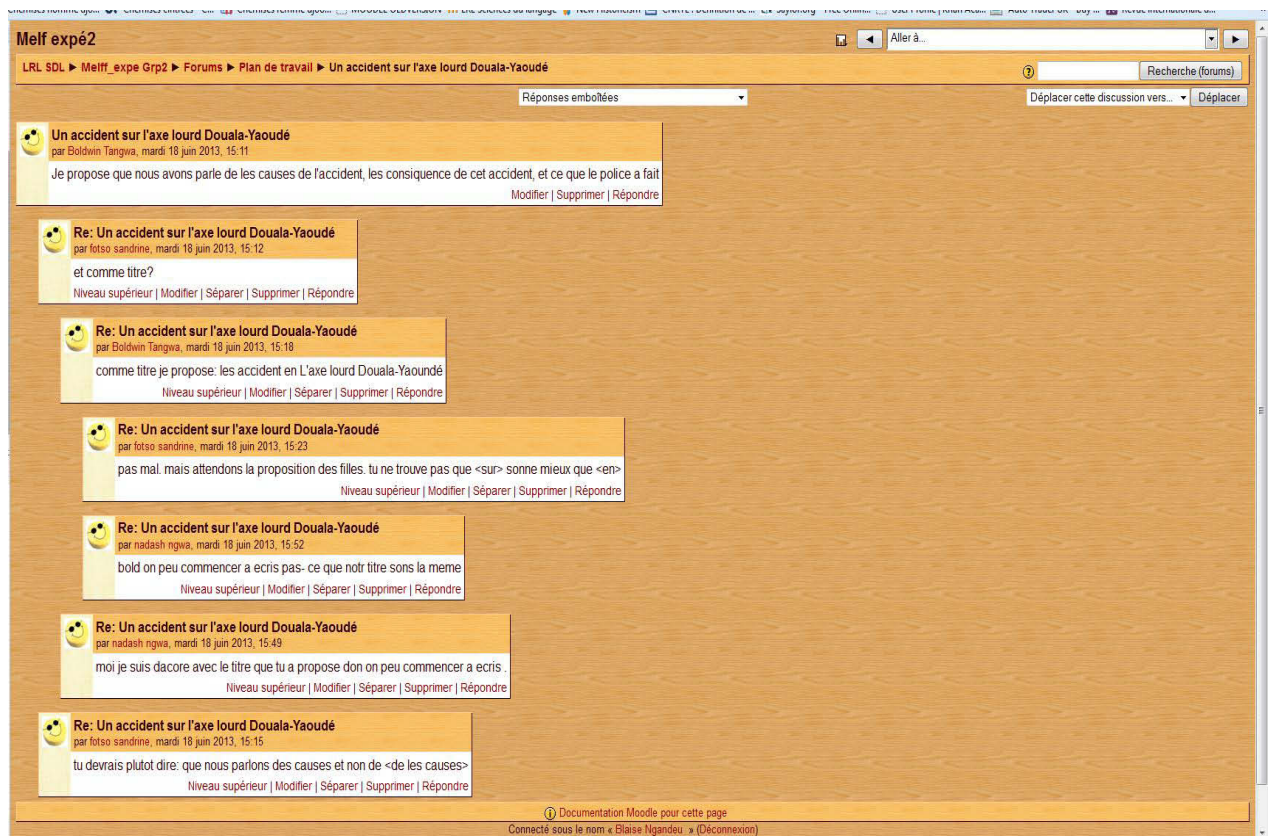 Melf expé2
Aller à...
LRL SDL ► Melff_expe Grp2 ► Forums ► Plan de travail ► Un accident sur l'axe lourd Douala-Yaoudé
Recherche (forums)
Réponses emboîtées
Déplacer cette discussion vers... Déplacer
Un accident sur l'axe lourd Douala-Yaoudé
par Boldwin Tangwa, mardi 18 juin 2013, 15:11
Je propose que nous avons parle de les causes de l'accident, les consiquence de cet accident, et ce que le police a fait
Modifier | Supprimer | Répondre
Re: Un accident sur l'axe lourd Douala-Yaoudé
par fotso sandrine, mardi 18 juin 2013, 15:12
et comme titre?
Niveau supérieur | Modifier | Séparer | Supprimer | Répondre
Re: Un accident sur l'axe lourd Douala-Yaoudé
par Boldwin Tangwa, mardi 18 juin 2013, 15:18
comme titre je propose: les accident en L'axe lourd Douala-Yaoundé
Niveau supérieur | Modifier | Séparer | Supprimer | Répondre
Re: Un accident sur l'axe lourd Douala-Yaoudé
par fotso sandrine, mardi 18 juin 2013, 15:23
pas mal. mais attendons la proposition des filles. tu ne trouve pas que <sur> sonne mieux que <en>
Niveau supérieur | Modifier | Séparer | Supprimer | Répondre
Re: Un accident sur l'axe lourd Douala-Yaoudé
par nadash ngwa, mardi 18 juin 2013, 15:52
bold on peu commencer a ecris pas- ce que notr titre sons la meme
Niveau supérieur | Modifier | Séparer | Supprimer | Répondre
Re: Un accident sur l'axe lourd Douala-Yaoudé
par nadash ngwa, mardi 18 juin 2013, 15:49
moi je suis dacore avec le titre que tu a propose don on peu commencer a ecris .
Niveau supérieur | Modifier | Séparer | Supprimer | Répondre
Re: Un accident sur l'axe lourd Douala-Yaoudé
par fotso sandrine, mardi 18 juin 2013, 15:15
tu devrais plutot dire: que nous parlons des causes et non de <de les causes>
Niveau supérieur | Modifier | Séparer | Supprimer | Répondre
Documentation Moodle pour cette page
Connecté sous le nom « Blaise Ngandeu » (Déconnexion)